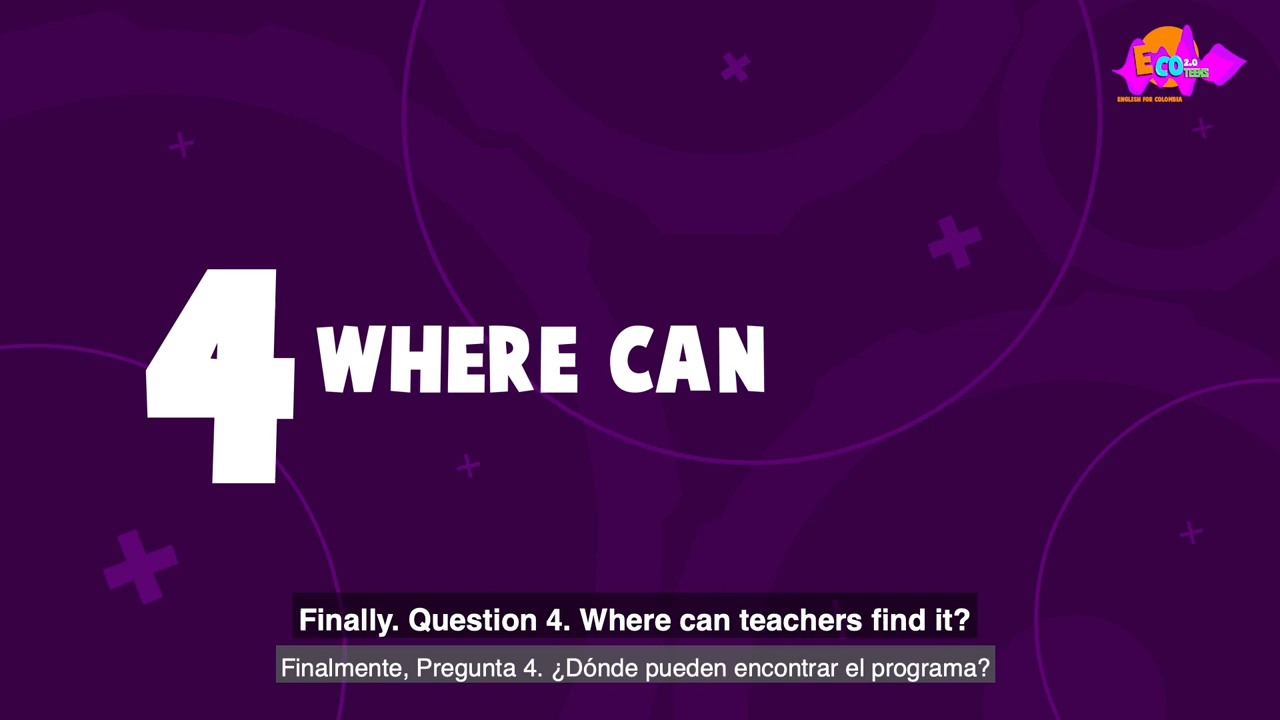 ECO 2.0
TEENS
ENGLISH FOR COLOMBIA
4 WHERE CAN
Finally. Question 4. Where can teachers find it?
Finalmente, Pregunta 4. ¿Dónde pueden encontrar el programa?